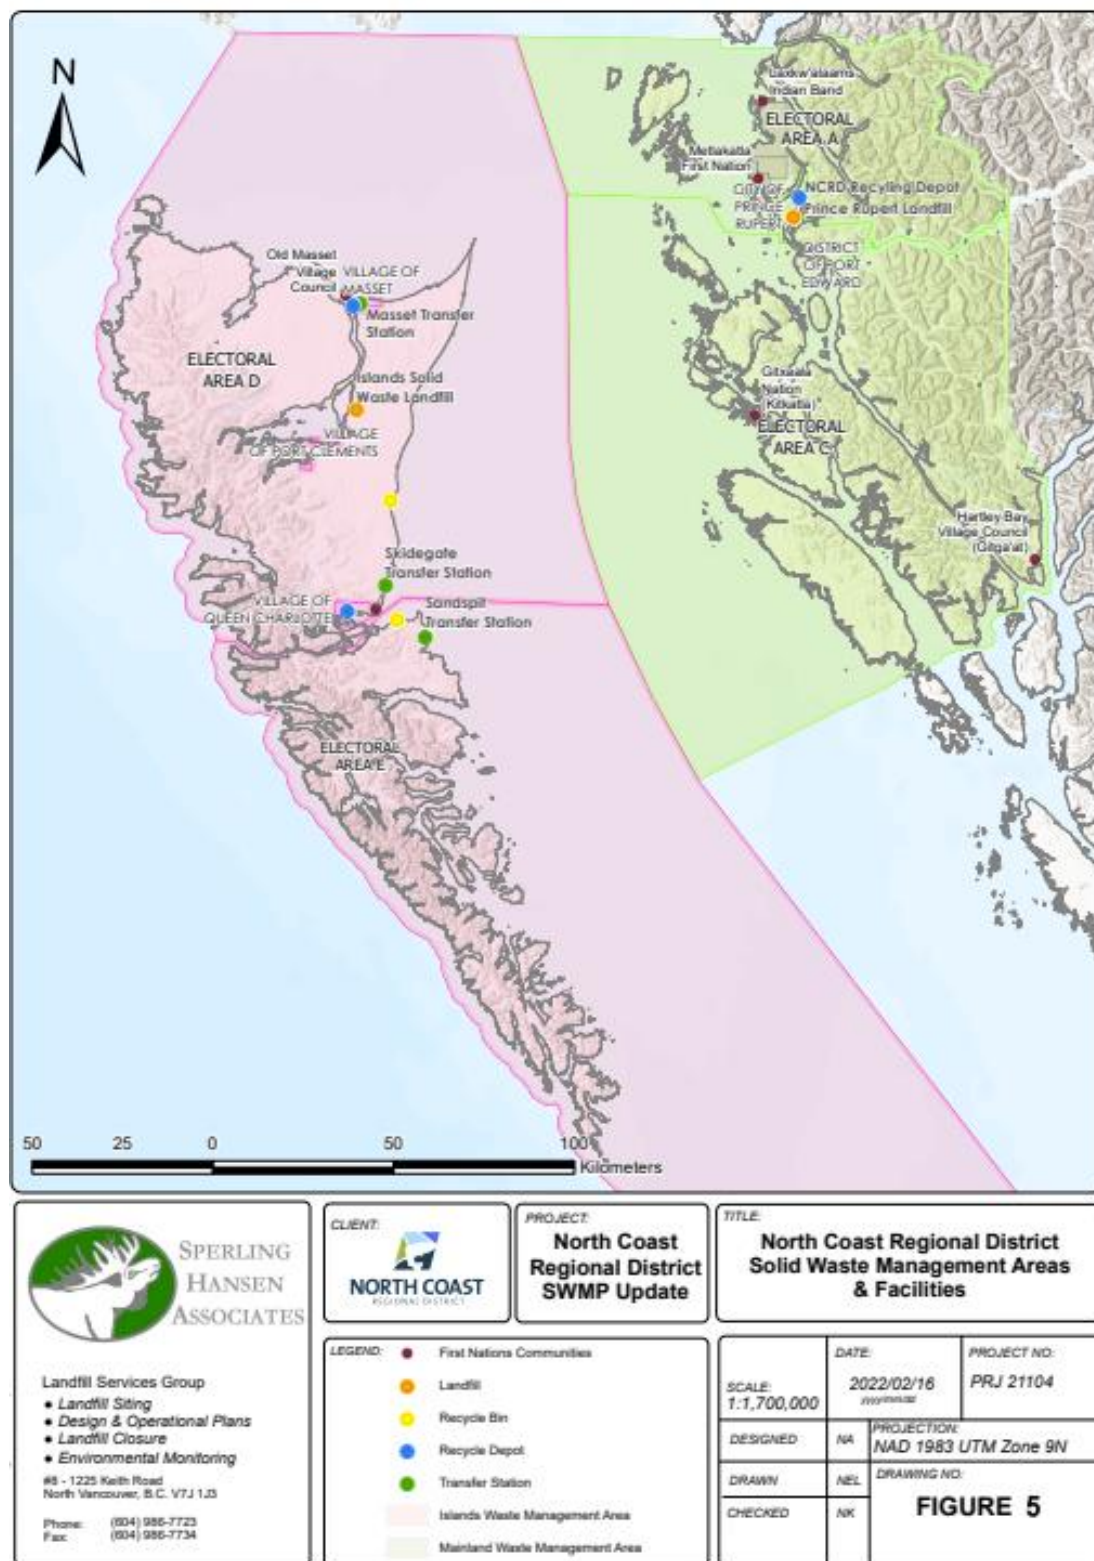 N
D
Laxkw'alaams
Indian Band
ELECTORAL
AREA A
Metlakatla
First Nation
CITY OF
PRINCE
RUPERT
NCRD Recyling Depot
Prince Rupert Landfill
DISTRICT
OF PORT
EDWARD
Old Masset
Village
Council
VILLAGE OF
MASSET
Masset Transfer
Station
ELECTORAL
AREA D
Islands Solid
Waste Landfill
VILLAGE
OF PORT CLEMENTS
Gitxaala
Nation
(Kitkatla)
ELECTORAL
AREA C
Hartley Bay
Village Council
(Gitga'at)
Skidegate
Transfer Station
VILLAGE OF
QUEEN CHARLOTTE
Sandspit
Transfer Station
ELECTORAL
AREA E
50 25 0 50 100
Kilometers
SPERLING
HANSEN
ASSOCIATES
Landfill Services Group
• Landfill Siting
• Design & Operational Plans
• Landfill Closure
• Environmental Monitoring
#8 - 1225 Keith Road
North Vancouver, B.C. V7J 1J3
Phone: (604) 986-7723
Fax: (604) 986-7734
CLIENT:
NORTH COAST
REGIONAL DISTRICT
PROJECT:
North Coast
Regional District
SWMP Update
TITLE:
North Coast Regional District
Solid Waste Management Areas
& Facilities
LEGEND:
First Nations Communities
Landfill
Recycle Bin
Recycle Depot
Transfer Station
Islands Waste Management Area
Mainland Waste Management Area
SCALE:
1:1,700,000
DATE:
2022/02/16
yyyy/mm/dd
PROJECT NO:
PRJ 21104
DESIGNED NA
PROJECTION:
NAD 1983 UTM Zone 9N
DRAWN NEL
CHECKED NK
DRAWING NO:
FIGURE 5